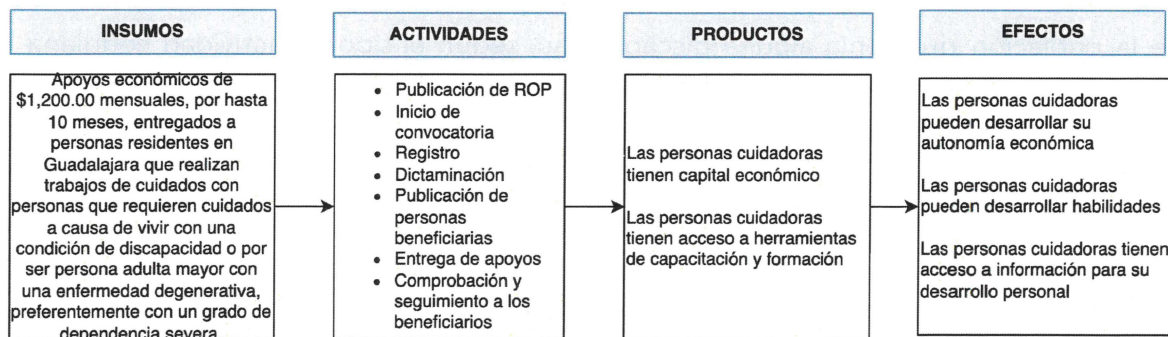 INSUMOS
Apoyos económicos de
$1,200.00 mensuales, por hasta
10 meses, entregados a
personas residentes en
Guadalajara que realizan
trabajos de cuidados con
personas que requieren cuidados
a causa de vivir con una
condición de discapacidad o por
ser persona adulta mayor con
una enfermedad degenerativa,
preferentemente con un grado de
dependencia severa
ACTIVIDADES
• Publicación de ROP
• Inicio de
convocatoria
• Registro
• Dictaminación
• Publicación de
personas
beneficiarias
• Entrega de apoyos
• Comprobación y
seguimiento a los
beneficiarios
PRODUCTOS
Las personas cuidadoras
tienen capital económico
Las personas cuidadoras
tienen acceso a herramientas
de capacitación y formación
EFECTOS
Las personas cuidadoras
pueden desarrollar su
autonomía económica
Las personas cuidadoras
pueden desarrollar habilidades
Las personas cuidadoras tienen
acceso a información para su
desarrollo personal